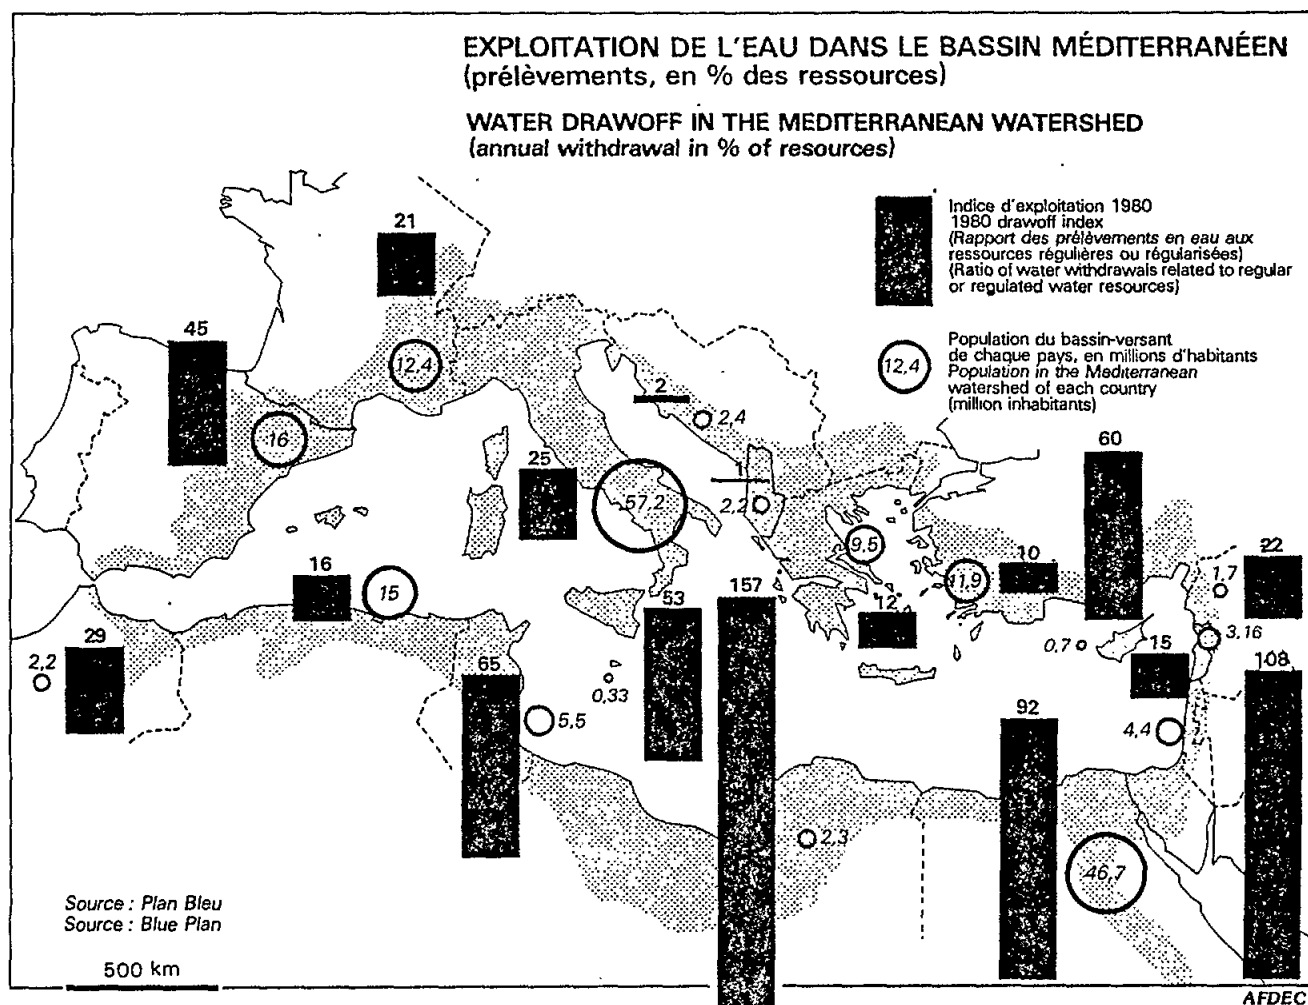 EXPLOITATION DE L'EAU DANS LE BASSIN MÉDITERRANÉEN
(prélèvements, en % des ressources)
WATER DRAWOFF IN THE MEDITERRANEAN WATERSHED
(annual withdrawal in % of resources)
Indice d'exploitation 1980
1980 drawoff index
(Rapport des prélèvements en eau aux
ressources régulières ou régularisées)
(Ratio of water withdrawals related to regular
or regulated water resources)
12,4
Population du bassin-versant
de chaque pays, en millions d'habitants
Population in the Mediterranean
watershed of each country
(million inhabitants)
21
45
12,4
2
2,4
16
60
25
1
57,2
2,2
9.5
16
15
10
11,9
22
1,7
157
53
12
29
2,2
0,7
15
3,16
65
0,33
108
5,5
92
4,4
2,3
46,7
Source : Plan Bleu
Source : Blue Plan
500 km
AFDEC